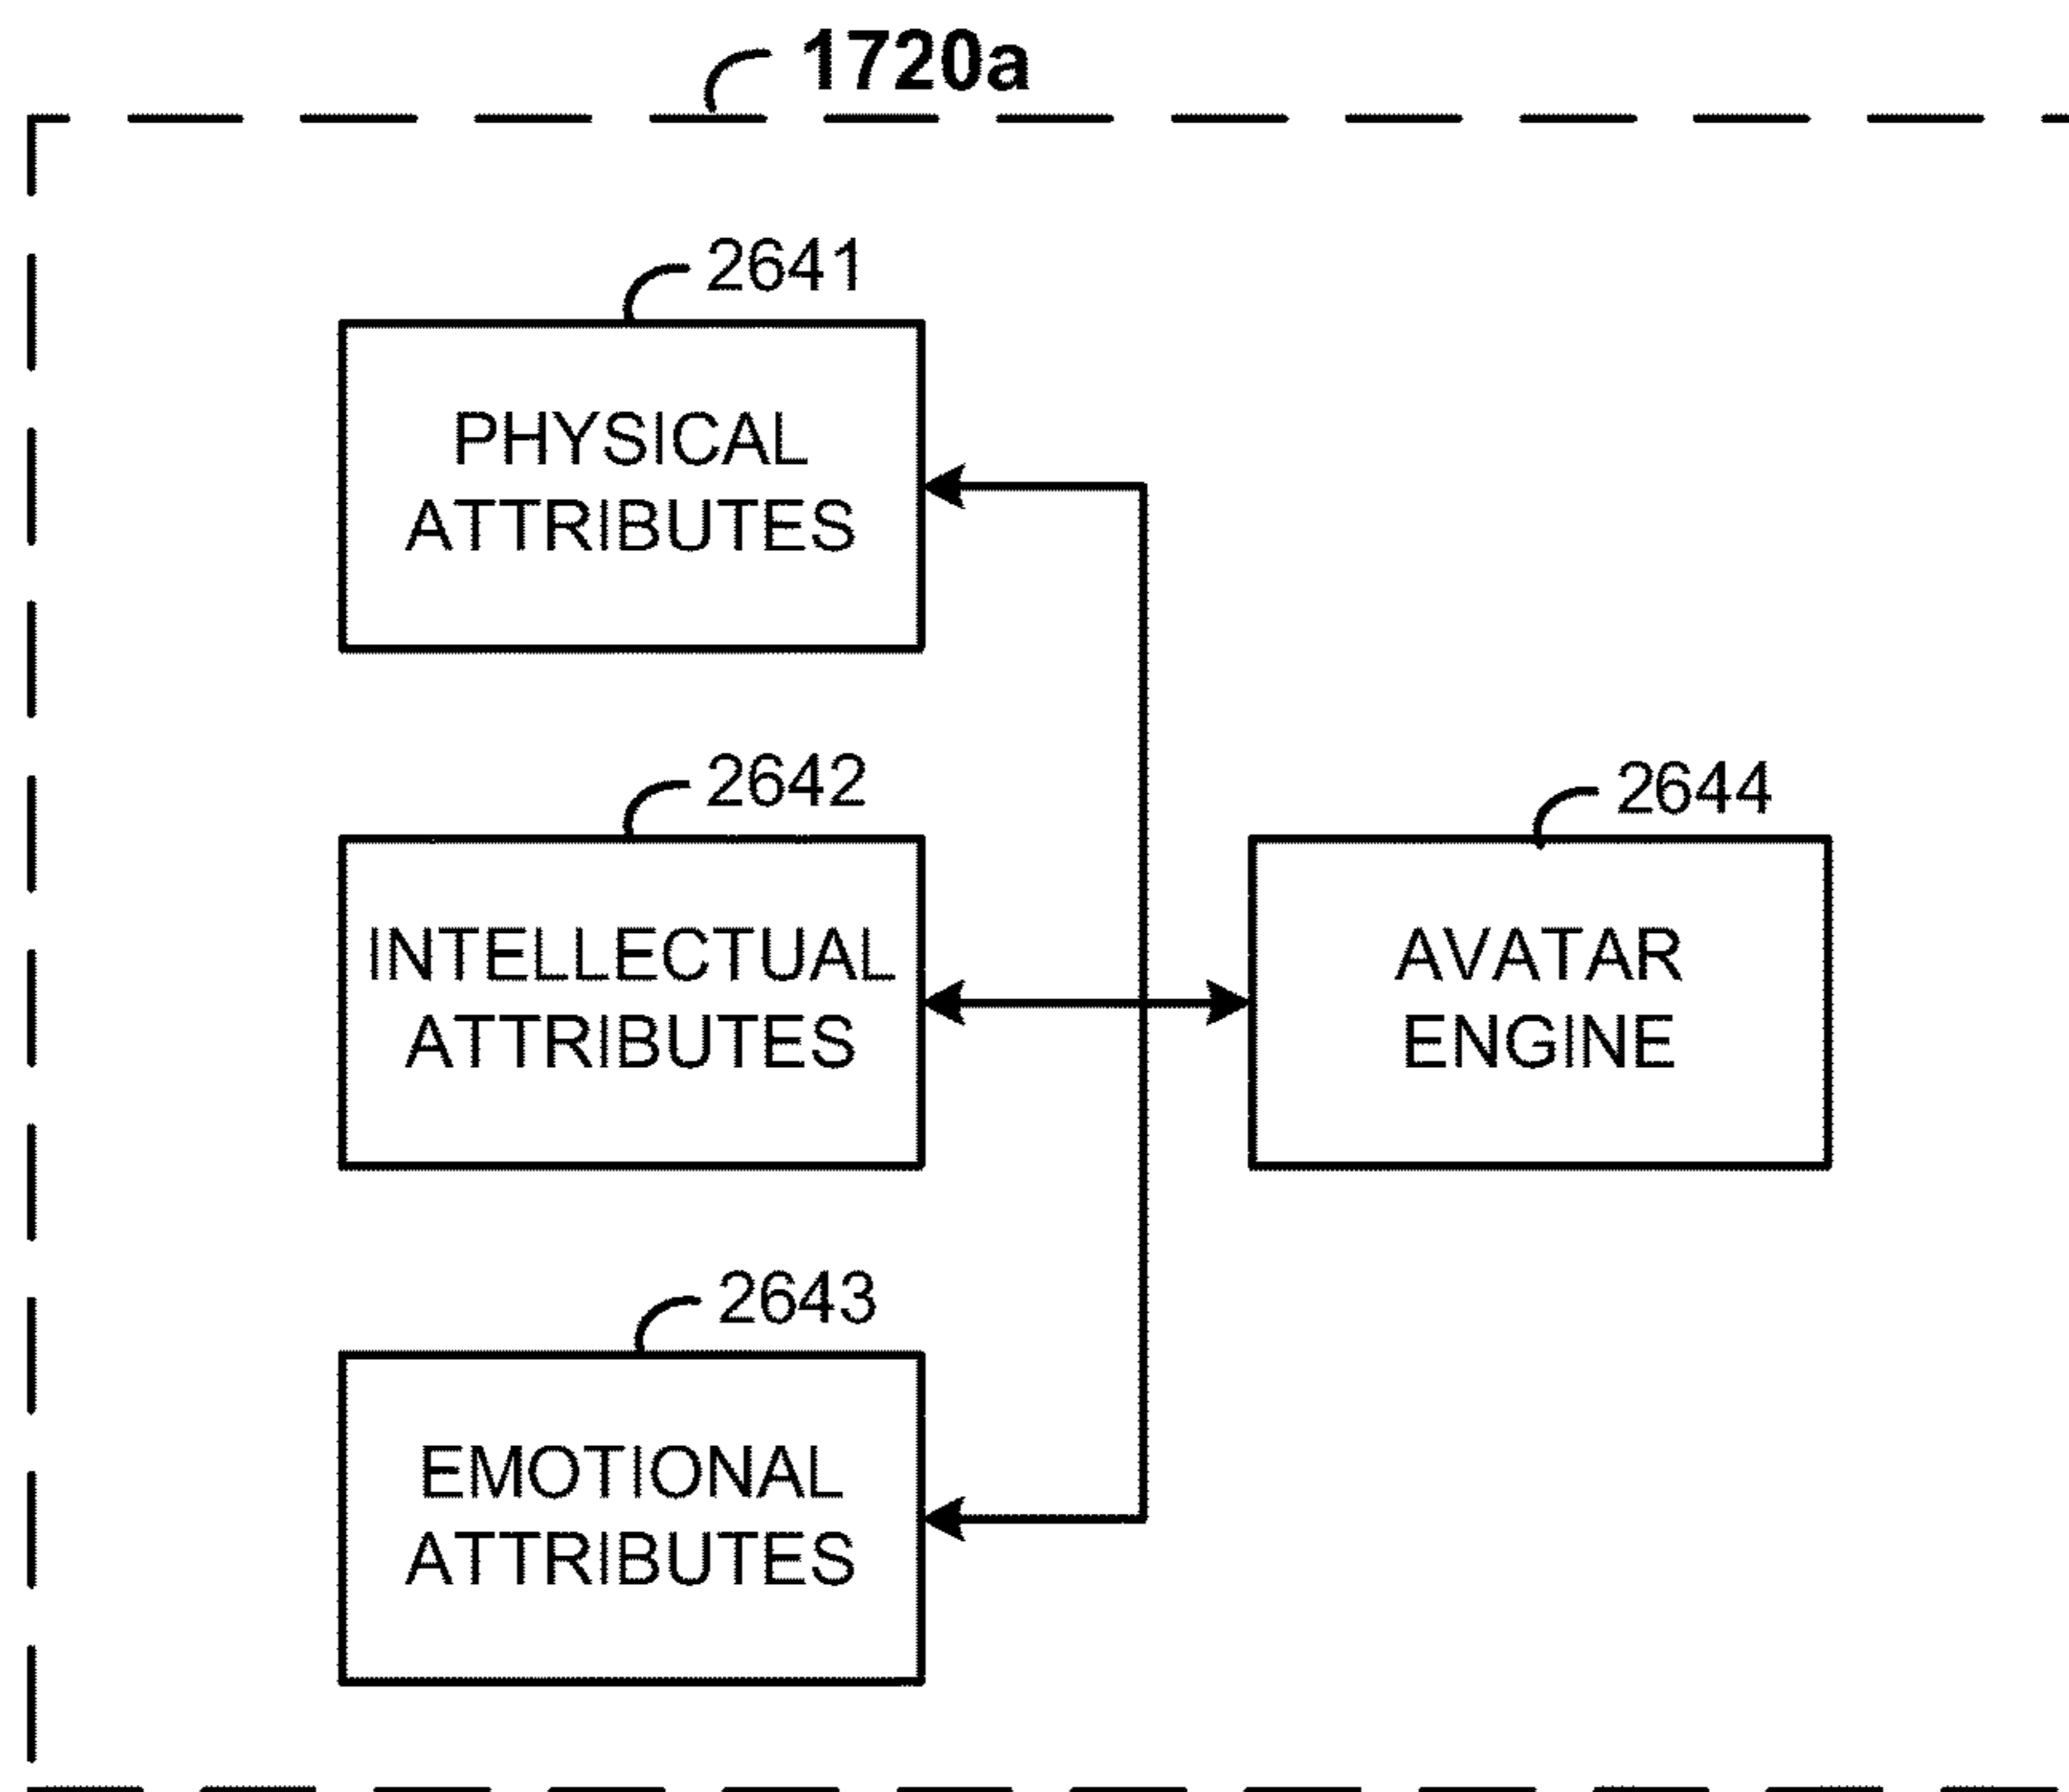 1720a
2641
PHYSICAL
ATTRIBUTES
2642
INTELLECTUAL
ATTRIBUTES
2644
AVATAR
ENGINE
2643
EMOTIONAL
ATTRIBUTES